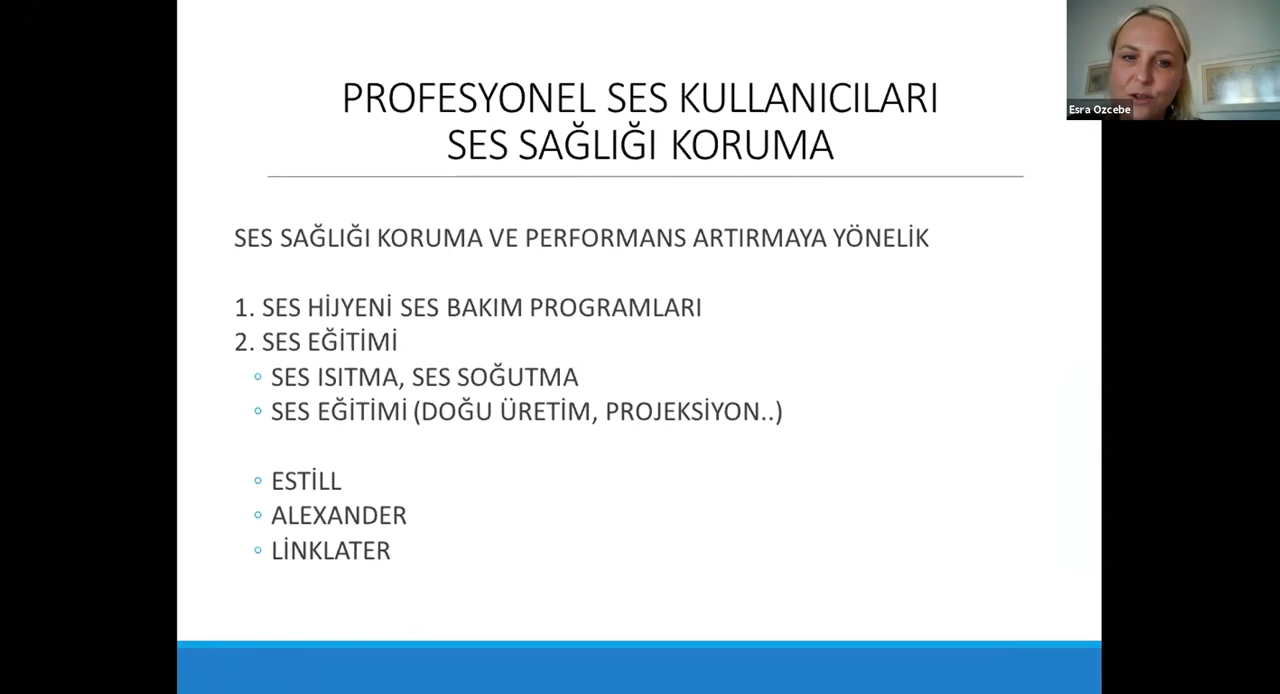 PROFESYONEL SES KULLANICILARI
SES SAĞLIĞI KORUMA
Esra Ozcebe
SES SAĞLIĞI KORUMA VE PERFORMANS ARTIRMAYA YÖNELİK
1. SES HİJYENİ SES BAKIM PROGRAMLARI
2. SES EĞİTİMİ
◦ SES ISITMA, SES SOĞUTMA
◦ SES EĞİTİMİ (DOĞU ÜRETİM, PROJEKSİYON..)
◦ ESTİLL
◦ ALEXANDER
◦ LİNKLATER